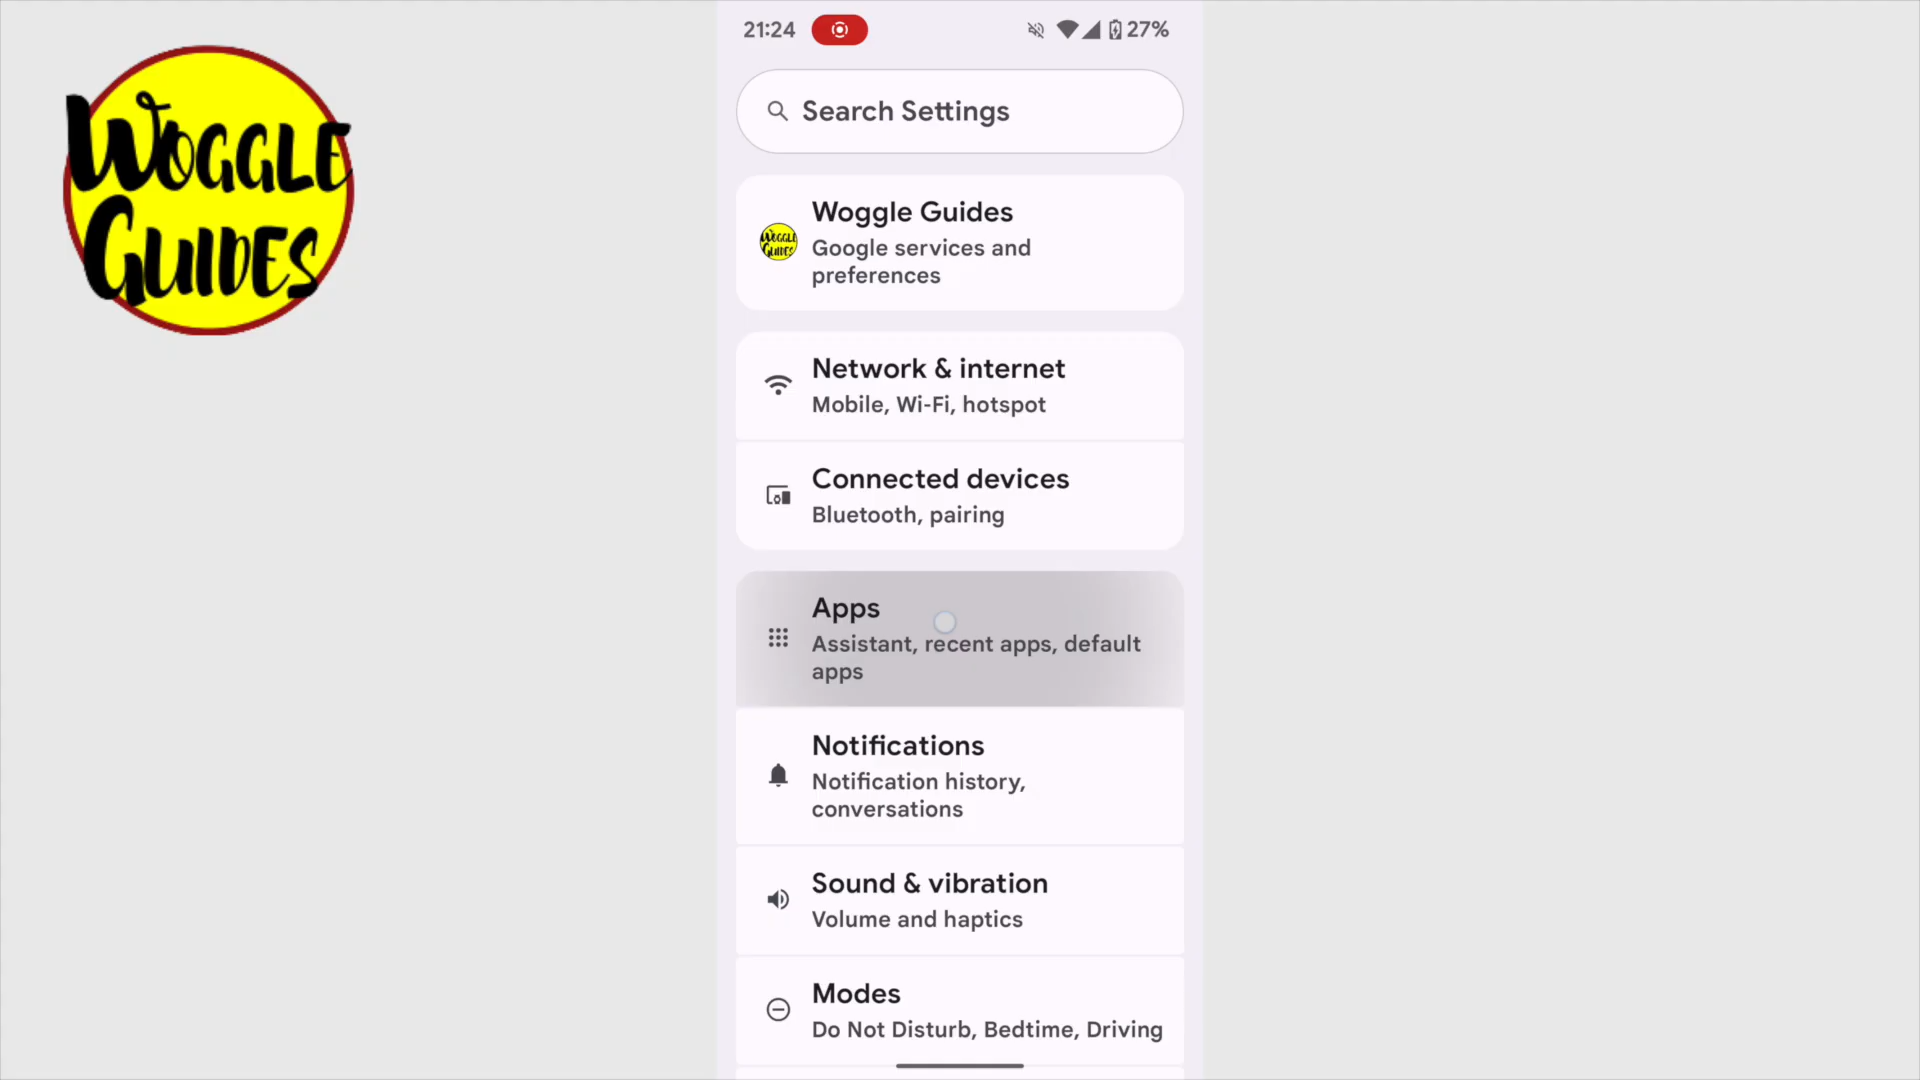 WOGGLE
GUIDES
21:24
27%
Search Settings
Woggle Guides
WOGGLE
GUIDES
Google services and
preferences
Network & internet
Mobile, Wi-Fi, hotspot
Connected devices
Bluetooth, pairing
Apps
Assistant, recent apps, default
apps
Notifications
Notification history,
conversations
Sound & vibration
Volume and haptics
Modes
Do Not Disturb, Bedtime, Driving